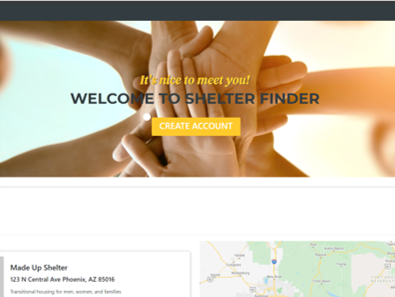 It's nice to meet you!
WELCOME TO SHELTER FINDER
CREATE ACCOUNT
Made Up Shelter
123 N Central Ave Phoenix, AZ 85016
Transitional housing for men, women, and families